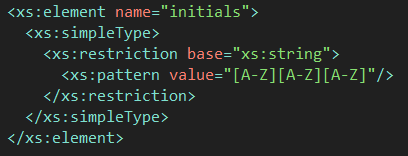 <xs:element name="initials">
  <xs:simpleType>
    <xs:restriction base="xs:string">
      <xs:pattern value="[A-Z][A-Z][A-Z]"/>
    </xs:restriction>
  </xs:simpleType>
</xs:element>